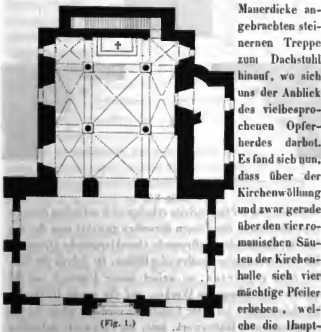 Mauerdicke an-
gebrachten stei-
nernen Treppe
zum Dachstuhl
hinauf, wo sich
uns der Anblick
des vielbespro-
chenen Opfer-
herdes darbot.
Es fand sich nun,
dass über der
Kirchenwölbung
und zwar gerade
über den vier ro-
manischen Säu-
len der Kirchen-
halle sich vier
mächtige Pfeiler
erheben, wel-
che die Haupt-
(Fig. 1.)